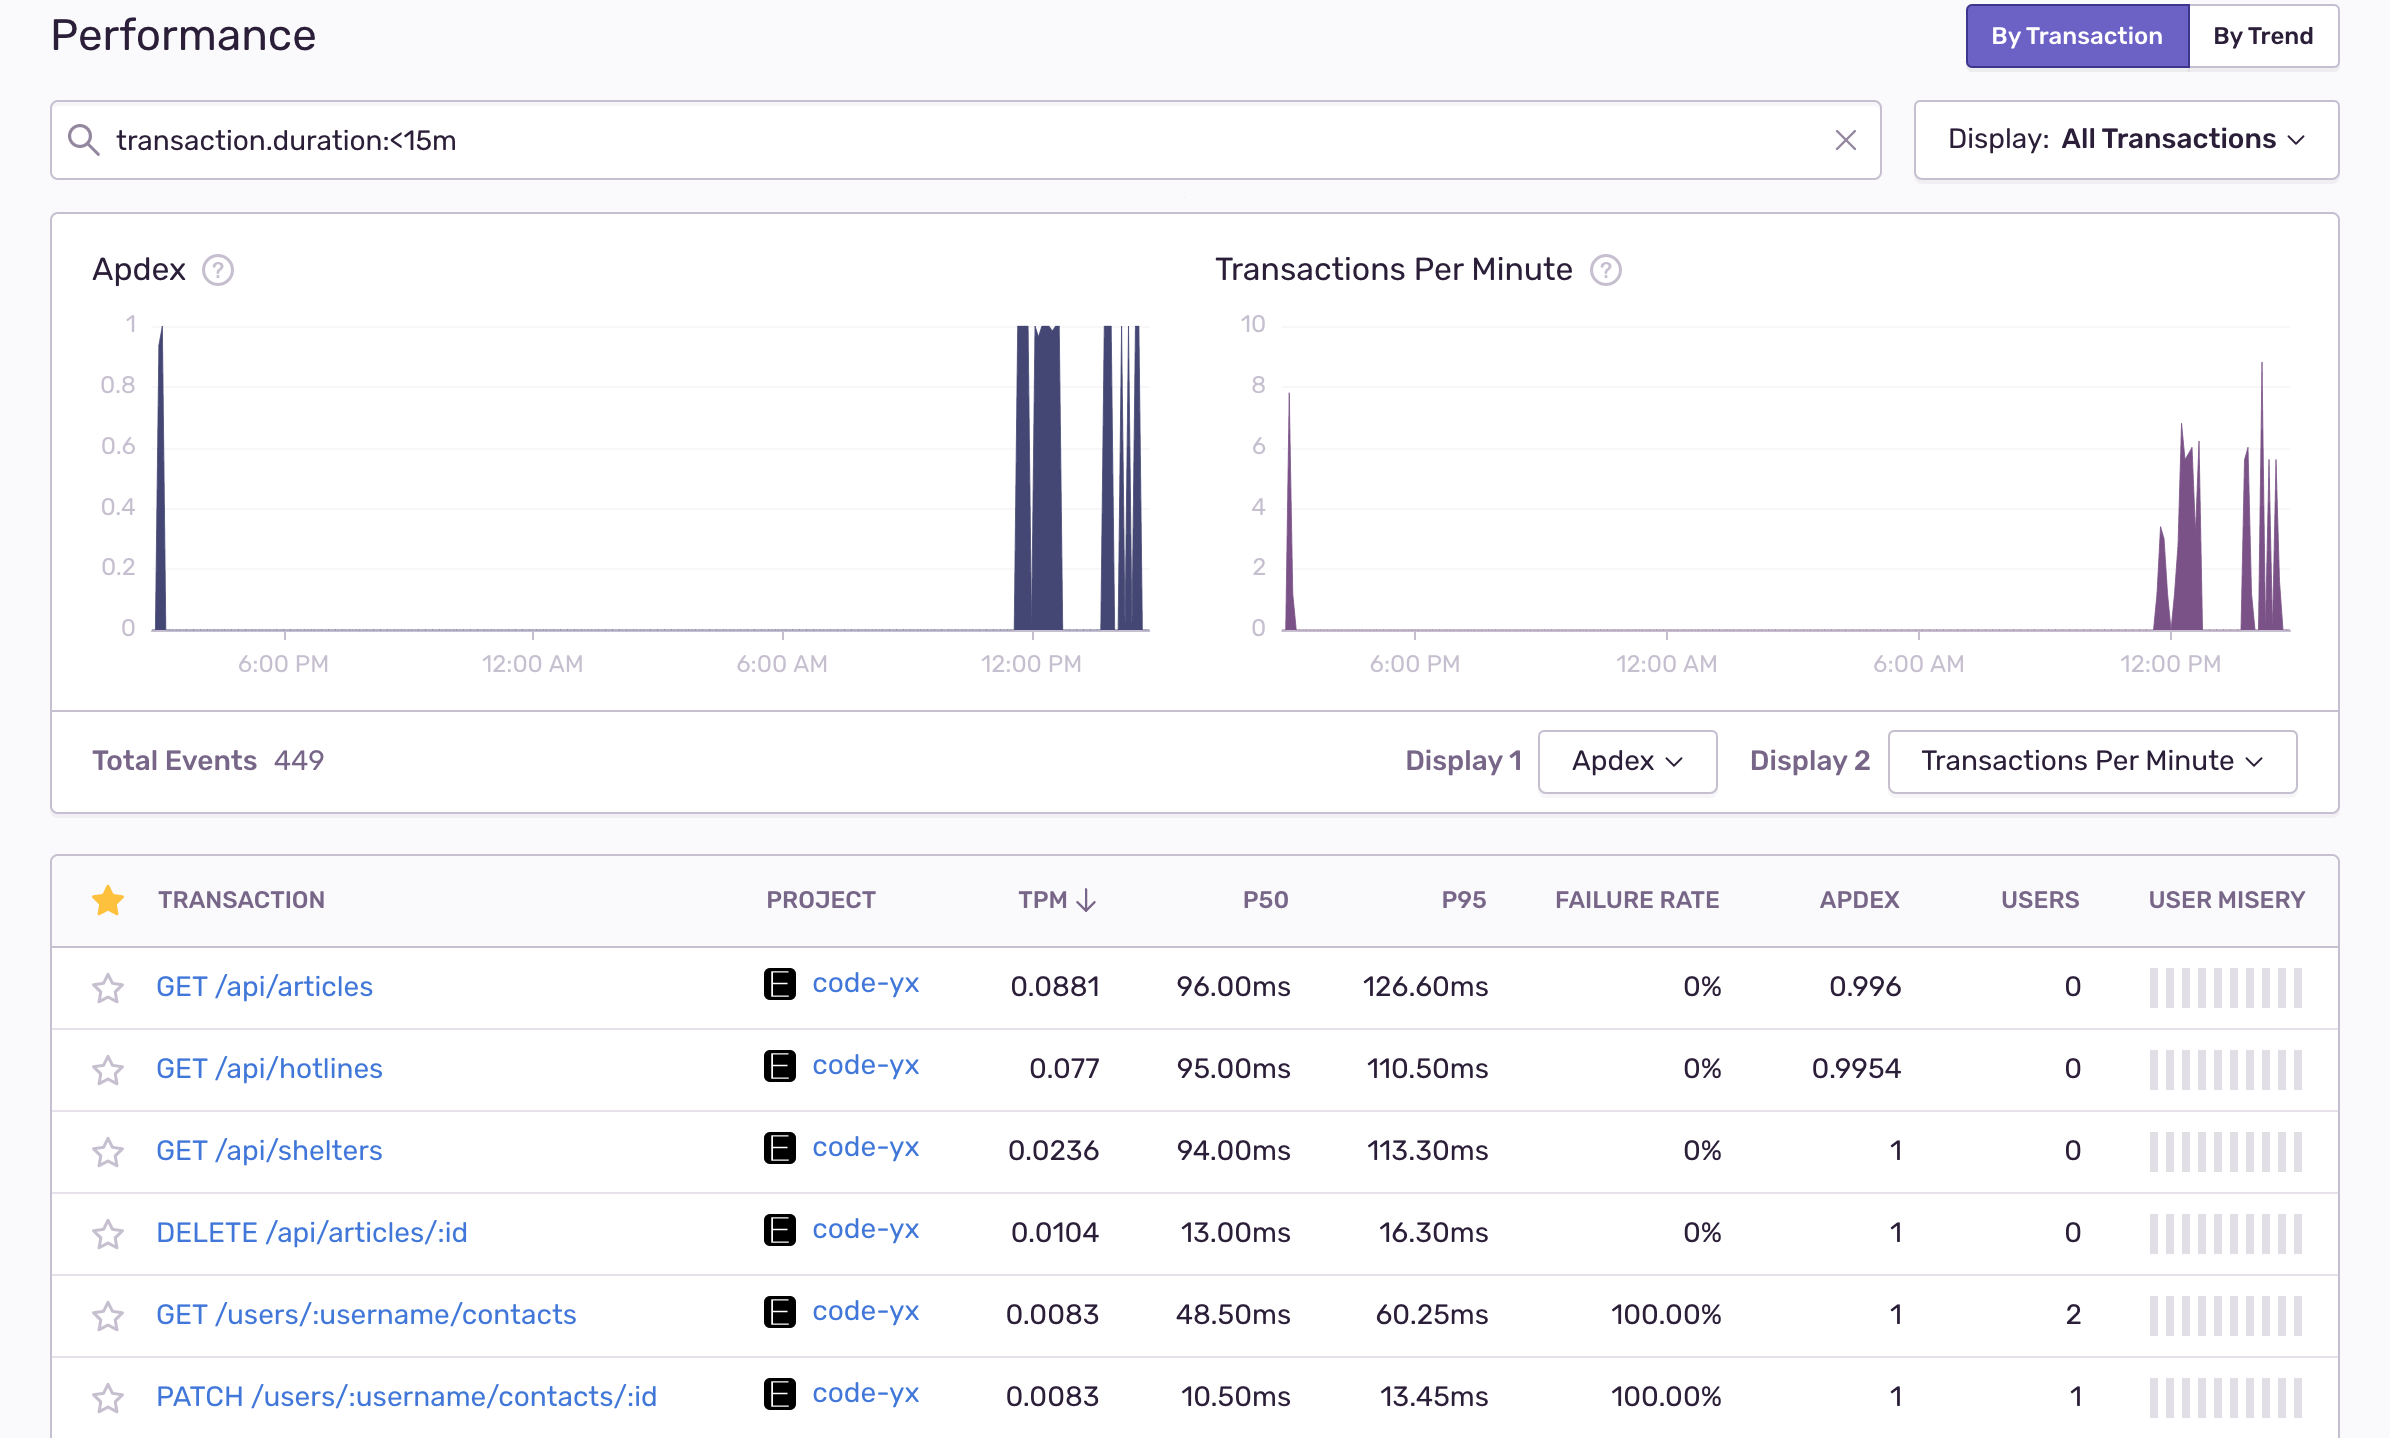 Performance
By Transaction
By Trend
transaction.duration:<15m
Display: All Transactions
Apdex ?
1
0.8
0.6
0.4
0.2
0
6:00 PM 12:00 AM 6:00 AM 12:00 PM
Transactions Per Minute ?
10
8
6
4
2
0
6:00 PM 12:00 AM 6:00 AM 12:00 PM
Total Events 449
Display 1 Apdex
Display 2 Transactions Per Minute
TRANSACTION PROJECT TPM P50 P95 FAILURE RATE APDEX USERS USER MISERY
GET /api/articles E code-yx 0.0881 96.00ms 126.60ms 0% 0.996 0
GET /api/hotlines E code-yx 0.077 95.00ms 110.50ms 0% 0.9954 0
GET /api/shelters E code-yx 0.0236 94.00ms 113.30ms 0% 1 0
DELETE /api/articles/:id E code-yx 0.0104 13.00ms 16.30ms 0% 1 0
GET /users/:username/contacts E code-yx 0.0083 48.50ms 60.25ms 100.00% 1 2
PATCH /users/:username/contacts/:id E code-yx 0.0083 10.50ms 13.45ms 100.00% 1 1